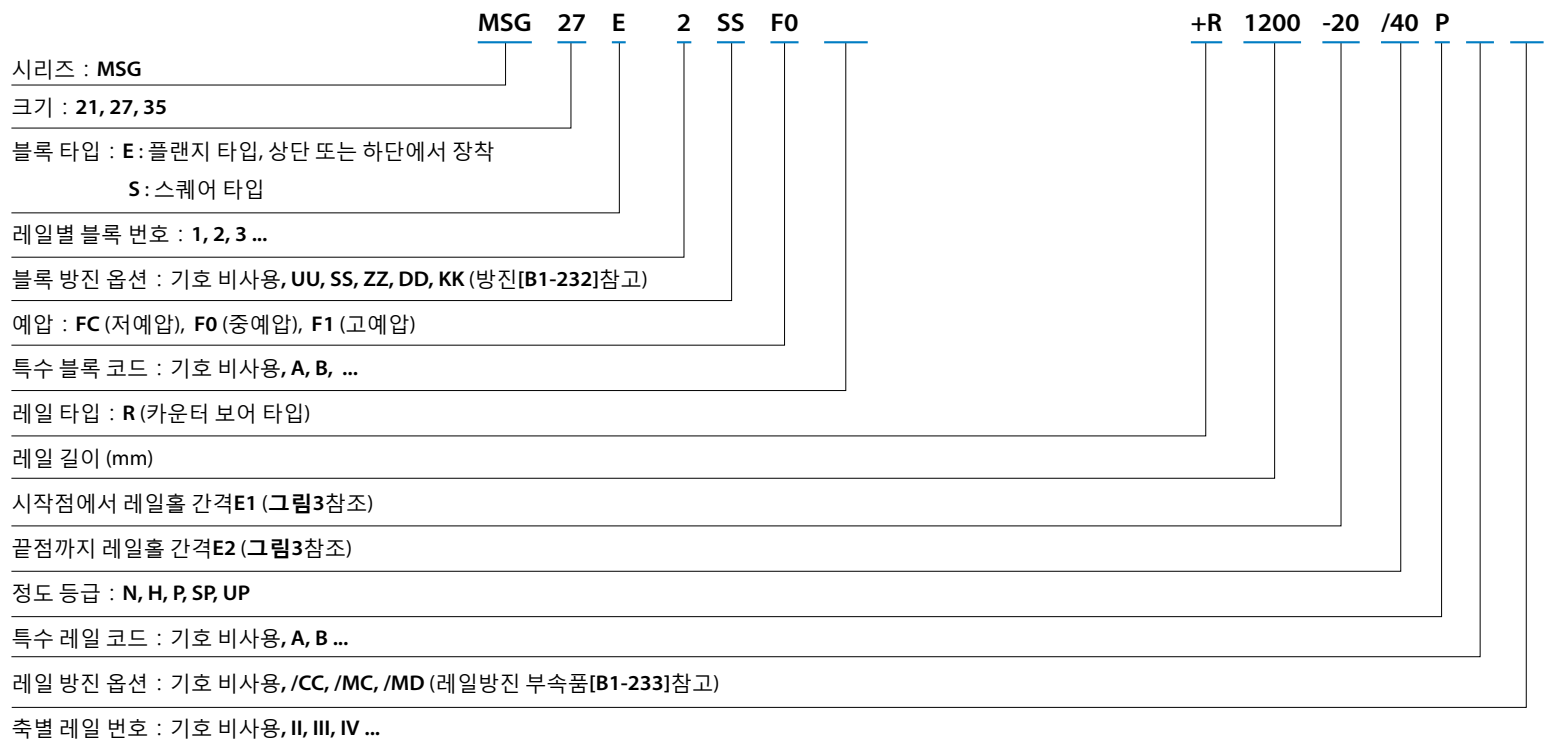 MSG 27 E 2 SS F0 +R 1200 -20 /40 P
시리즈 : MSG
크기 : 21, 27, 35
블록 타입 : E : 플랜지 타입, 상단 또는 하단에서 장착
S : 스퀘어 타입
레일별 블록 번호 : 1, 2, 3 ...
블록 방진 옵션 : 기호 비사용, UU, SS, ZZ, DD, KK (방진[B1-232]참고)
예압 : FC (저예압), F0 (중예압), F1 (고예압)
특수 블록 코드 : 기호 비사용, A, B, ...
레일 타입 : R (카운터 보어 타입)
레일 길이 (mm)
시작점에서 레일홀 간격E1 (그림3참조)
끝점까지 레일홀 간격E2 (그림3참조)
정도 등급 : N, H, P, SP, UP
특수 레일 코드 : 기호 비사용, A, B ...
레일 방진 옵션 : 기호 비사용, /CC, /MC, /MD (레일방진 부속품[B1-233]참고)
축별 레일 번호 : 기호 비사용, II, III, IV ...